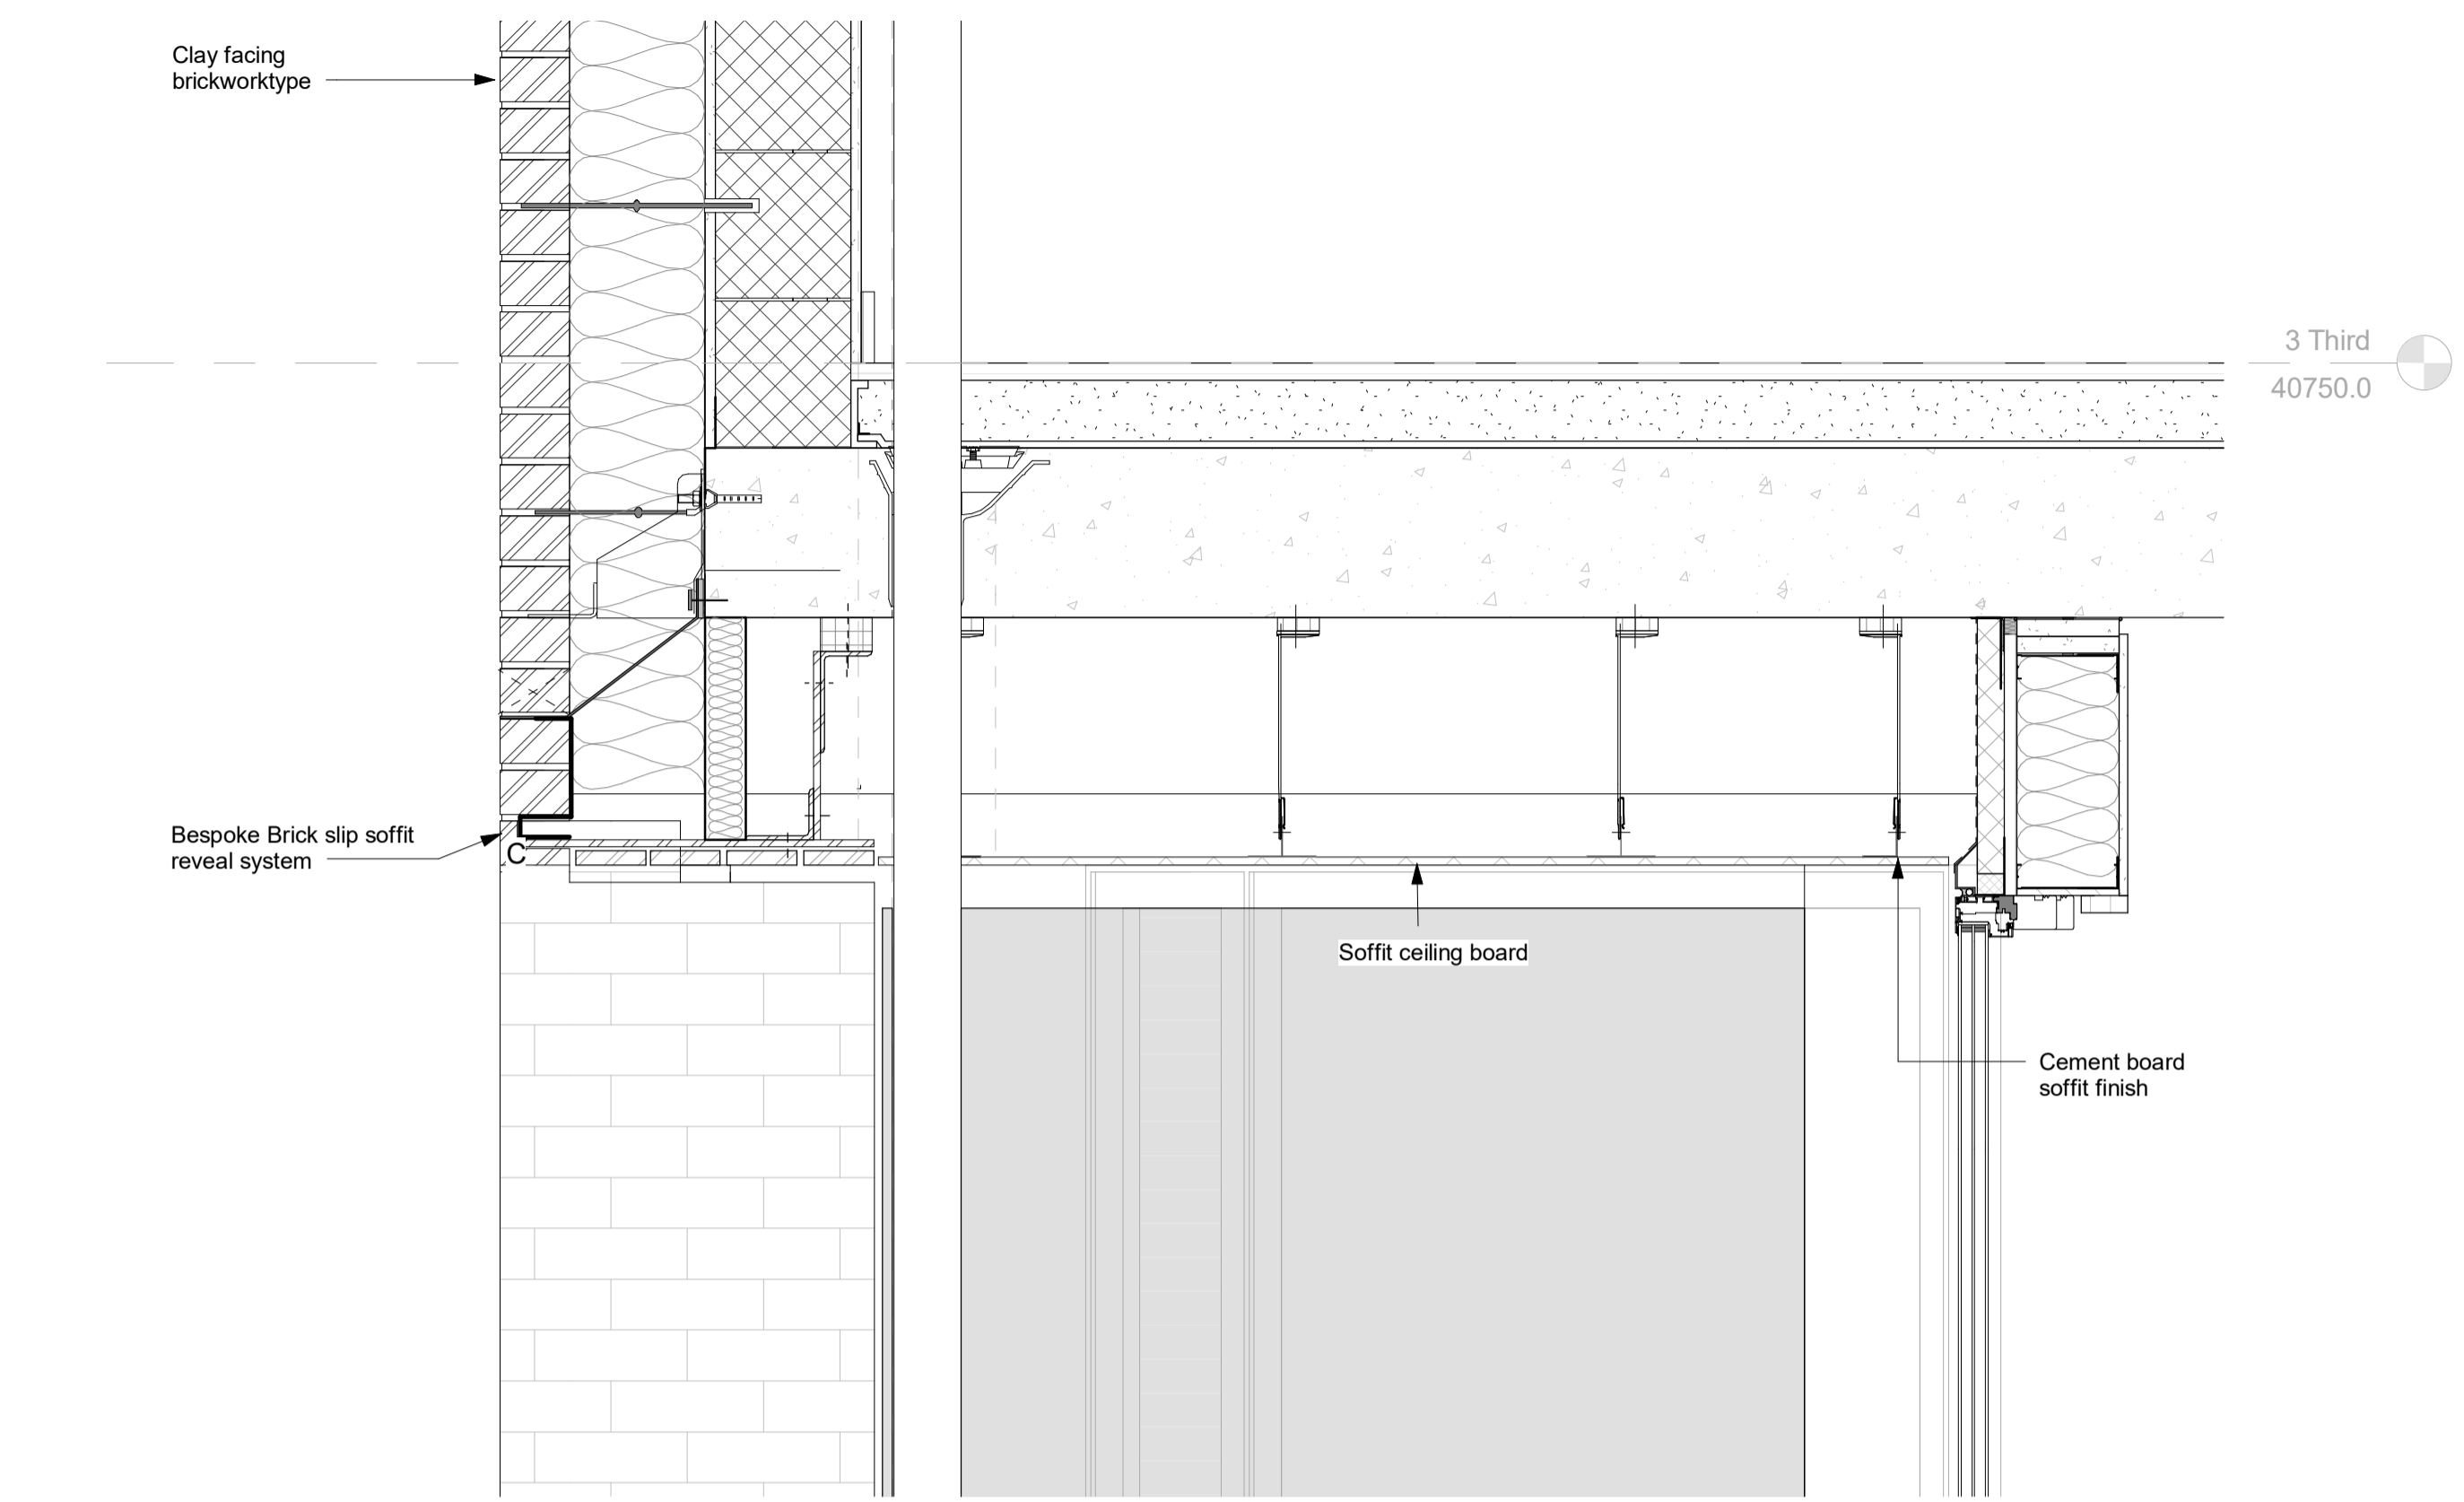 Clay facing
brickworktype
3 Third
40750.0
Bespoke Brick slip soffit
reveal system
C
Soffit ceiling board
Cement board
soffit finish